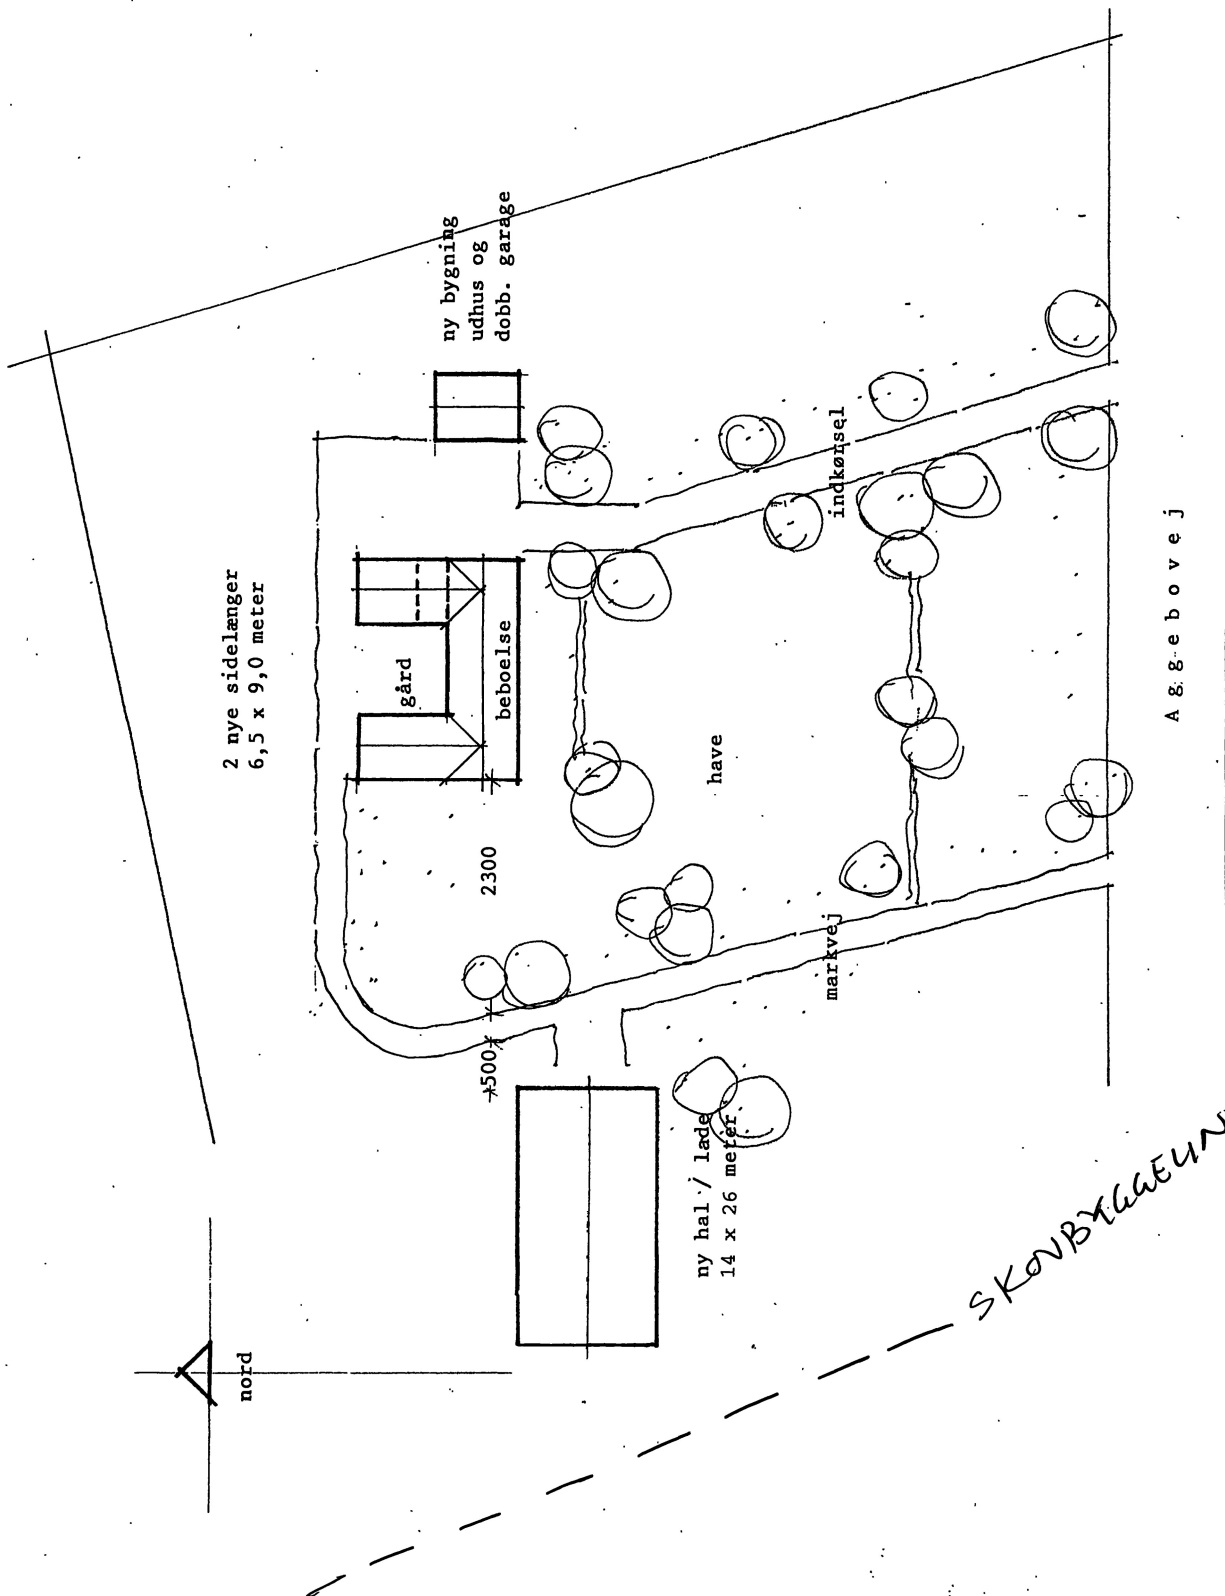 2 nye sidelænger
6,5 x 9,0 meter
ny bygning
udhus og
dobb. garage
gård
beboelse
2300
500
have
indkørsel
markvej
ny hal / lade
14 x 26 meter
nord
Aggebovej
SKOVBYGGELIN